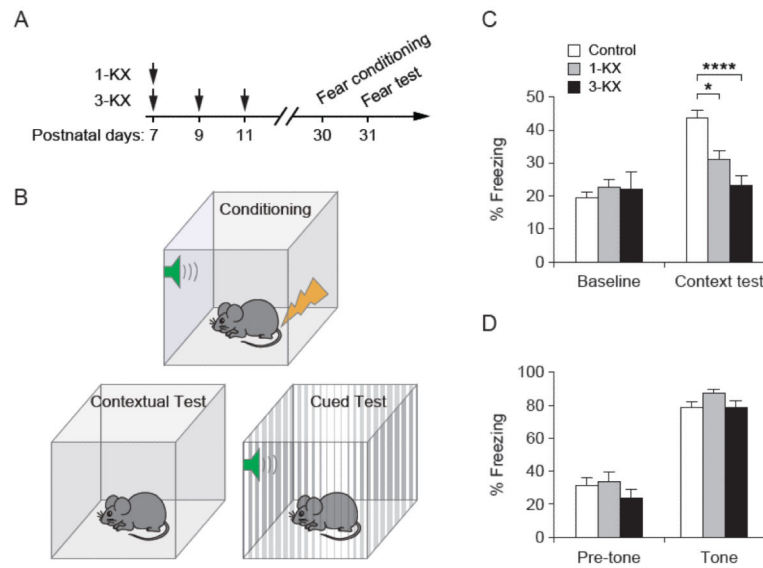 A
1-KX
3-KX
Postnatal days: 7 9 11 30 31
Fear conditioning
Fear test
B
Conditioning
Contextual Test
Cued Test
C
Control
1-KX
3-KX
****
*
% Freezing
50
40
30
20
10
0
Baseline Context test
D
% Freezing
100
80
60
40
20
0
Pre-tone Tone